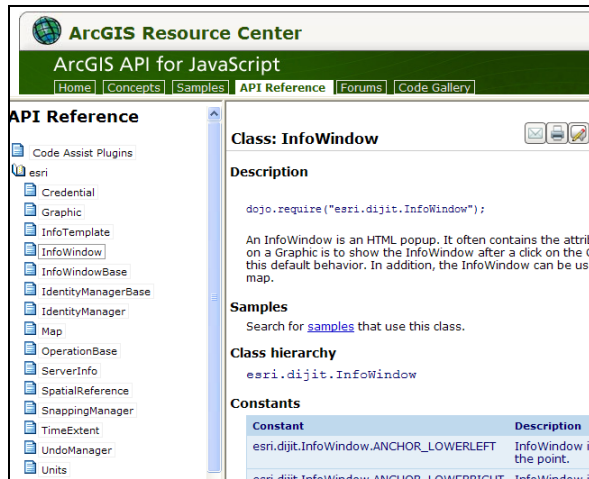 ArcGIS Resource Center
ArcGIS API for JavaScript
Home Concepts Samples API Reference Forums Code Gallery
API Reference
Code Assist Plugins
esri
Credential
Graphic
InfoTemplate
InfoWindow
InfoWindowBase
IdentityManagerBase
IdentityManager
Map
OperationBase
ServerInfo
SpatialReference
SnappingManager
TimeExtent
UndoManager
Units
Class: InfoWindow
Description
dojo.require("esri.dijit.InfoWindow");
An InfoWindow is an HTML popup. It often contains the attri
on a Graphic is to show the InfoWindow after a click on the
this default behavior. In addition, the InfoWindow can be us
map.
Samples
Search for samples that use this class.
Class hierarchy
esri.dijit.InfoWindow
Constants
Constant Description
esri.dijit.InfoWindow.ANCHOR_LOWERLEFT InfoWindow i
the point.
esri.dijit.InfoWindow.ANCHOR_LOWERRIGHT InfoWindow i